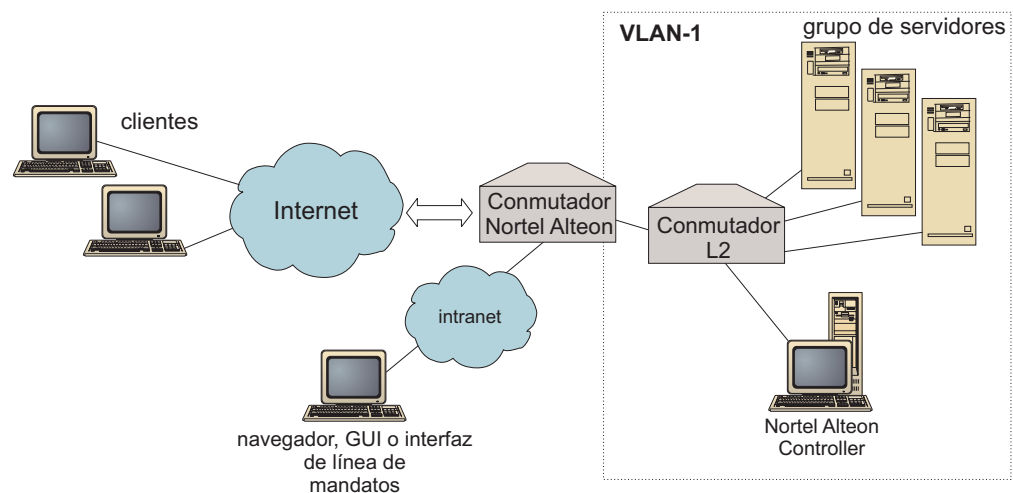 VLAN-1
grupo de servidores
clientes
Internet
Conmutador
Nortel Alteon
Conmutador
L2
intranet
navegador, GUI o interfaz
de línea de
mandatos
Nortel Alteon
Controller